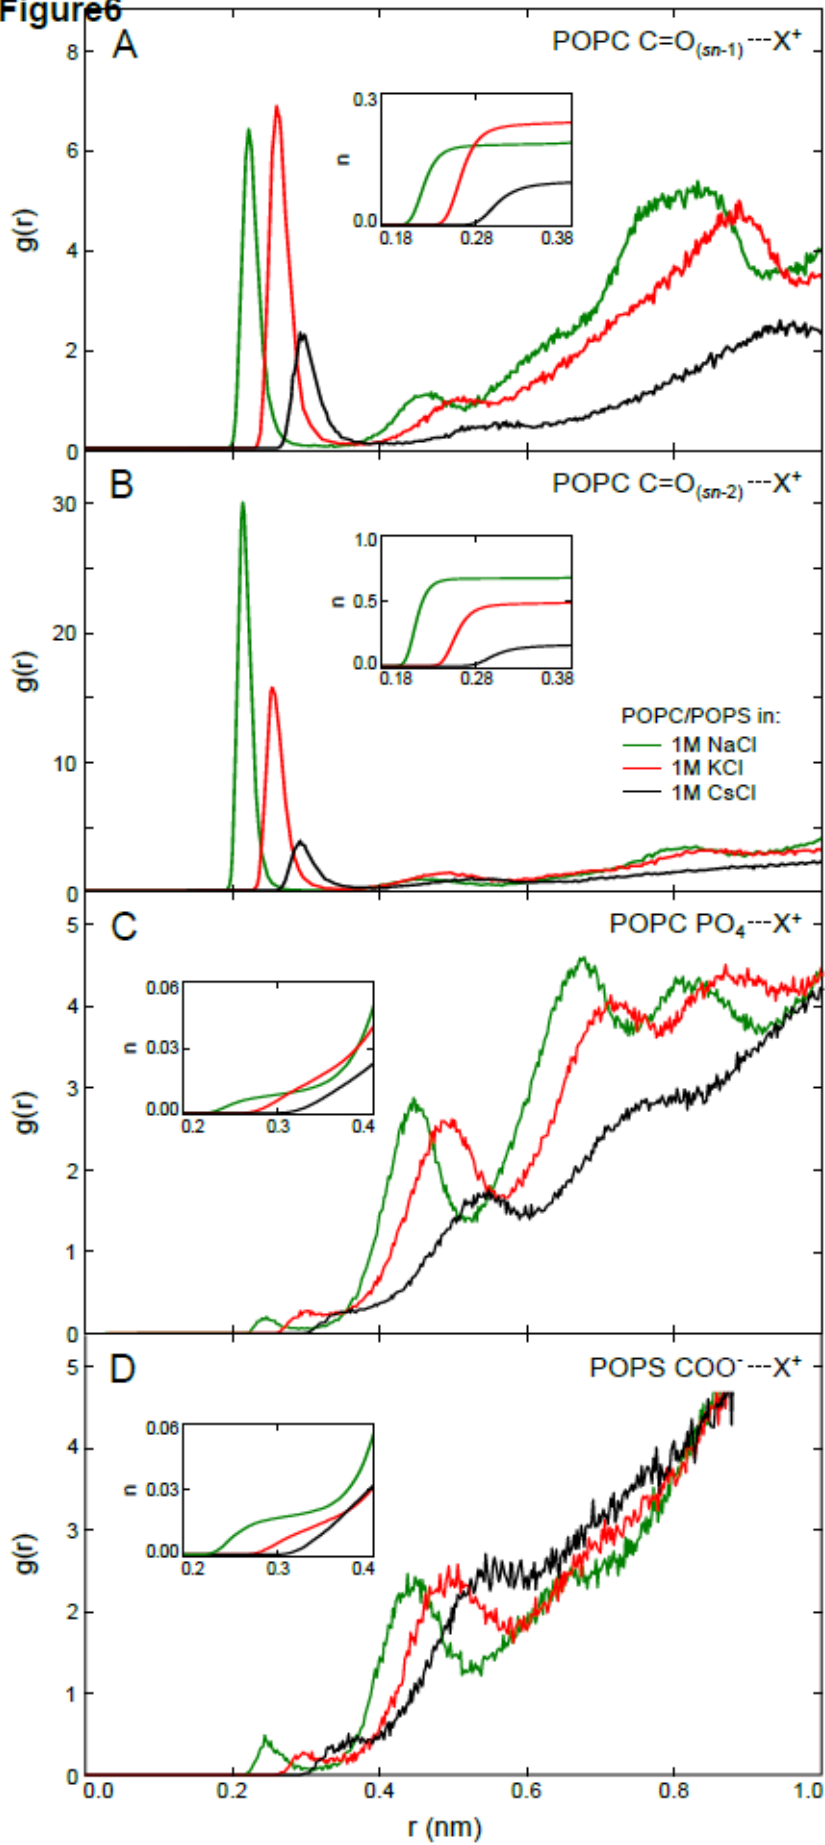 Figure6
A
POPC C=O(sn-1)---X+
8
6
4
2
0
g(r)
0.3
0.0
n
0.18 0.28 0.38
B
POPC C=O(sn-2)---X+
30
20
10
0
g(r)
1.0
0.5
0.0
n
0.18 0.28 0.38
POPC/POPS in:
1M NaCl
1M KCl
1M CsCl
C
POPC PO4---X+
5
4
3
2
1
0
g(r)
0.06
0.03
0.00
n
0.2 0.3 0.4
D
POPS COO- ---X+
5
4
3
2
1
0
g(r)
0.06
0.03
0.00
n
0.2 0.3 0.4
0.0 0.2 0.4 0.6 0.8 1.0
r (nm)